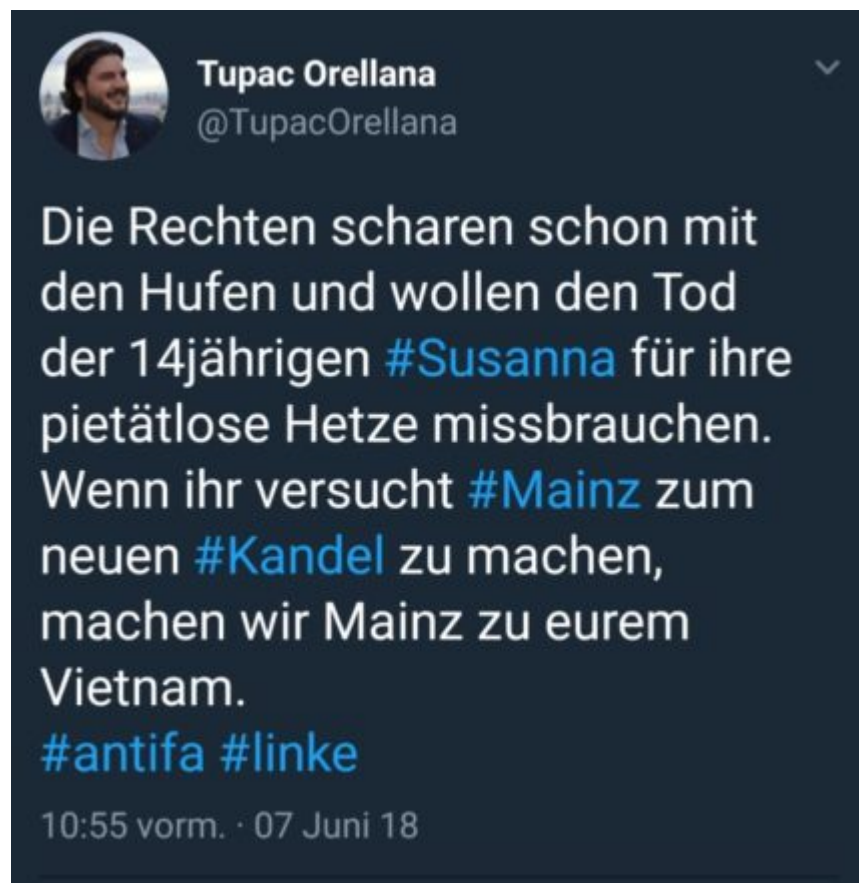 Tupac Orellana
@TupacOrellana
Die Rechten scharen schon mit
den Hufen und wollen den Tod
der 14jährigen #Susanna für ihre
pietätlose Hetze missbrauchen.
Wenn ihr versucht #Mainz zum
neuen #Kandel zu machen,
machen wir Mainz zu eurem
Vietnam.
#antifa #linke
10:55 vorm. · 07 Juni 18